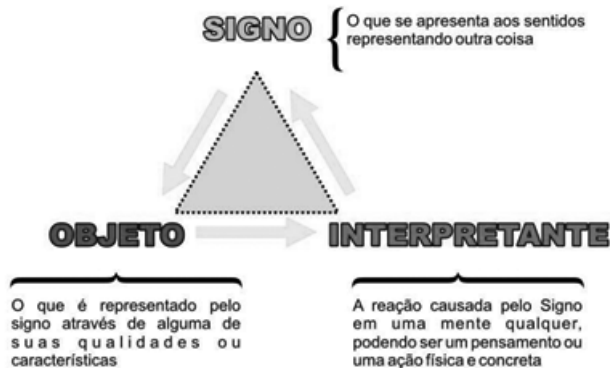 SIGNO
O que se apresenta aos sentidos
representando outra coisa
OBJETO
INTERPRETANTE
O que é representado pelo
signo através de alguma de
suas qualidades ou
características
A reação causada pelo Signo
em uma mente qualquer,
podendo ser um pensamento ou
uma ação física e concreta